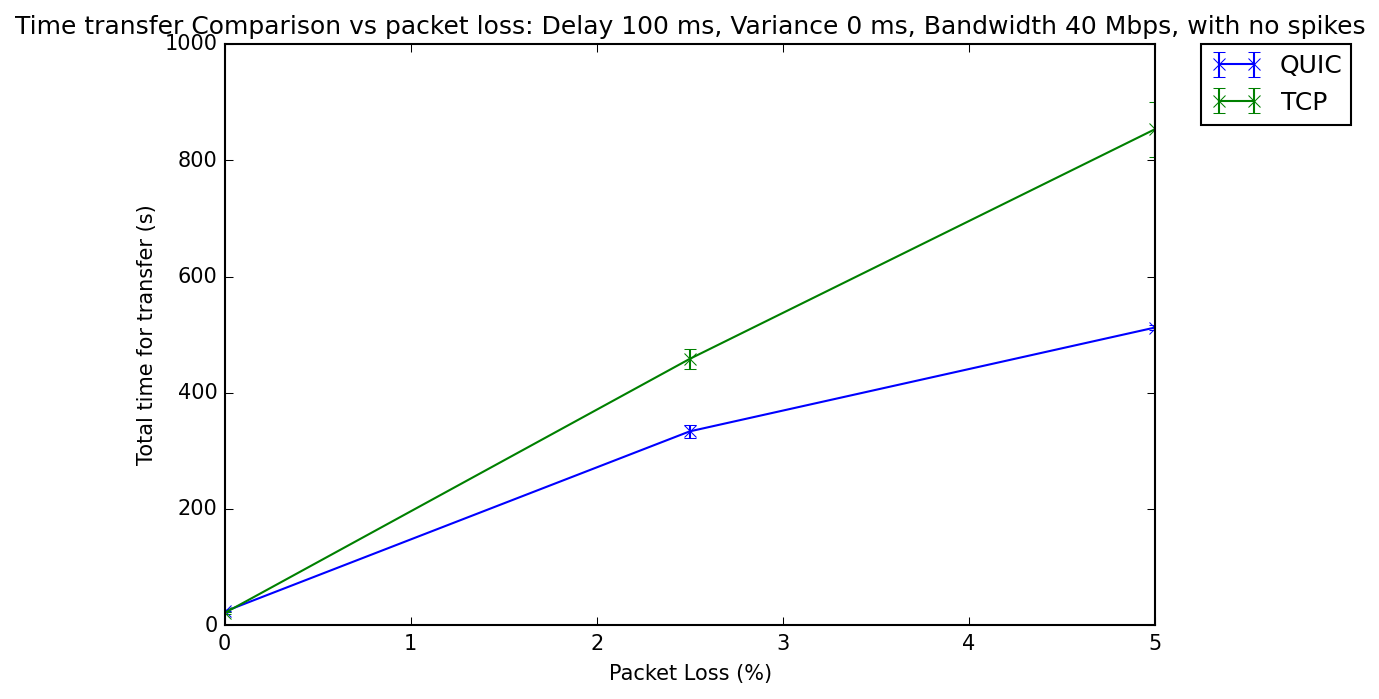 Time transfer Comparison vs packet loss: Delay 100 ms, Variance 0 ms, Bandwidth 40 Mbps, with no spikes
QUIC
TCP
1000
800
600
400
200
0
Total time for transfer (s)
0 1 2 3 4 5
Packet Loss (%)